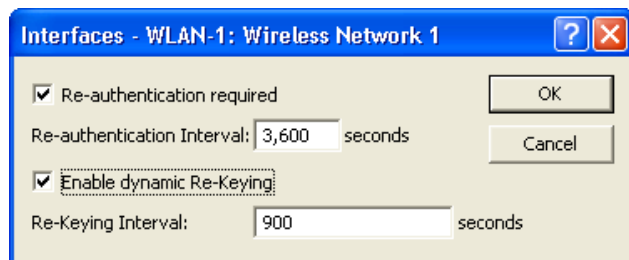 Interfaces - WLAN-1: Wireless Network 1
Re-authentication required
OK
Re-authentication Interval: 3,600 seconds
Cancel
Enable dynamic Re-Keying
Re-Keying Interval: 900 seconds